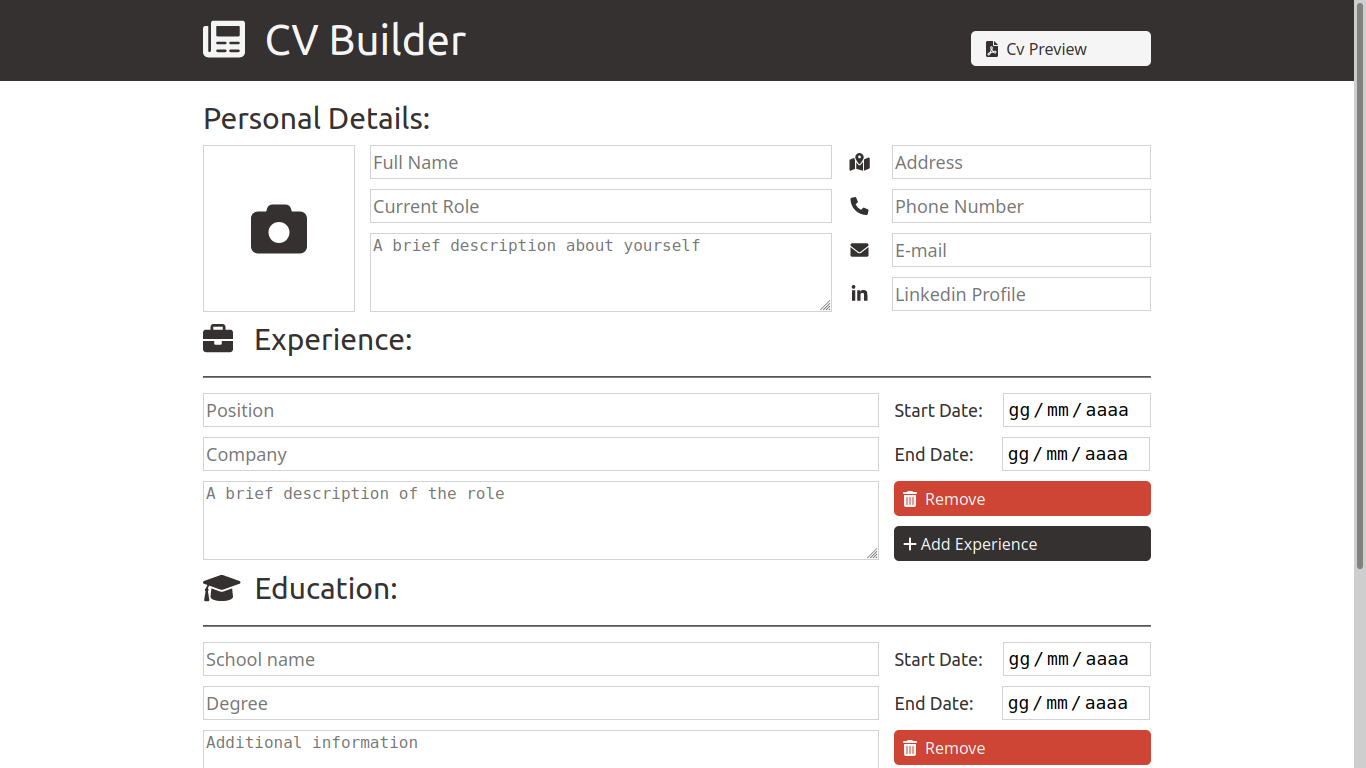 CV Builder
Cv Preview
Personal Details:
Full Name
Address
Current Role
Phone Number
A brief description about yourself
E-mail
Linkedin Profile
Experience:
Position
Start Date: gg/mm/aaaa
Company
End Date: gg/mm/aaaa
A brief description of the role
Remove
Add Experience
Education:
School name
Start Date: gg/mm/aaaa
Degree
End Date: gg/mm/aaaa
Additional information
Remove